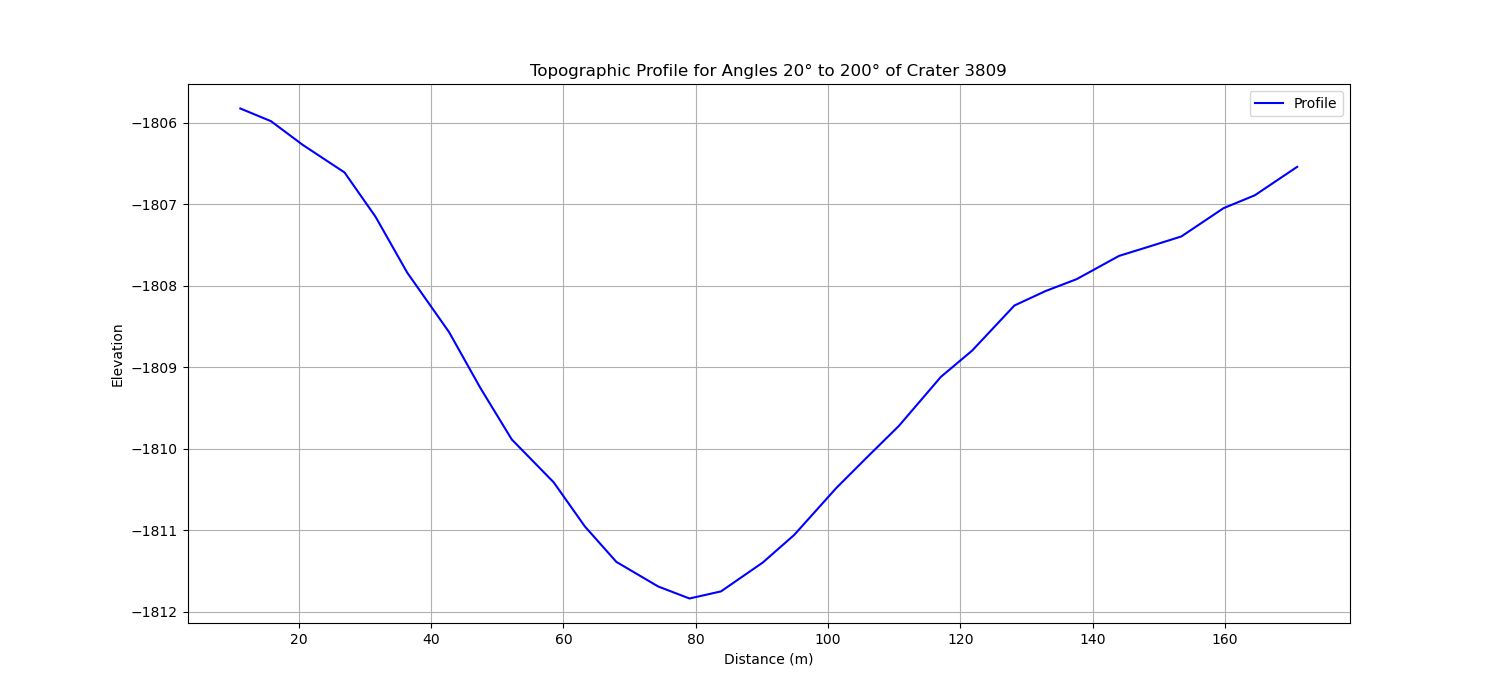 Topographic Profile for Angles 20° to 200° of Crater 3809
Profile
−1806
−1807
−1808
−1809
−1810
−1811
−1812
Elevation
20 40 60 80 100 120 140 160
Distance (m)